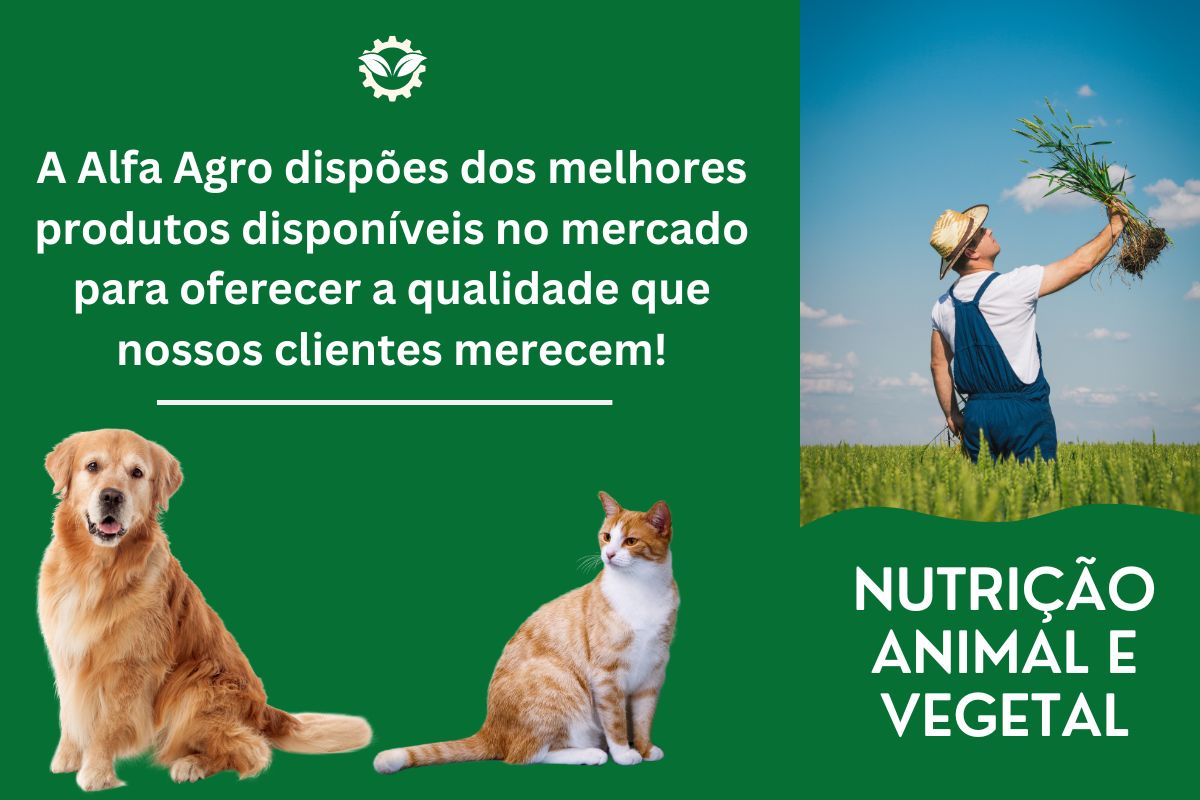 A Alfa Agro dispões dos melhores
produtos disponíveis no mercado
para oferecer a qualidade que
nossos clientes merecem!
NUTRIÇÃO
ANIMAL E
VEGETAL